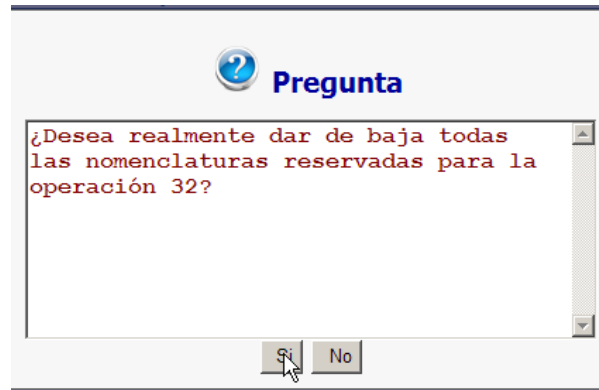 Pregunta
¿Desea realmente dar de baja todas
las nomenclaturas reservadas para la
operación 32?
Si No